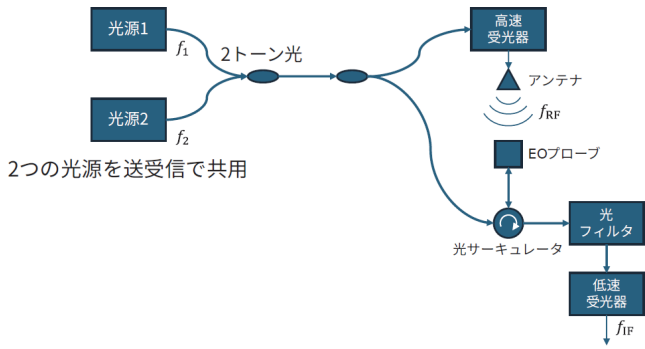 光源1
f₁
2トーン光
光源2
f₂
2つの光源を送受信で共用
高速
受光器
アンテナ
f_RF
EOプローブ
光サーキュレータ
光
フィルタ
低速
受光器
f_IF